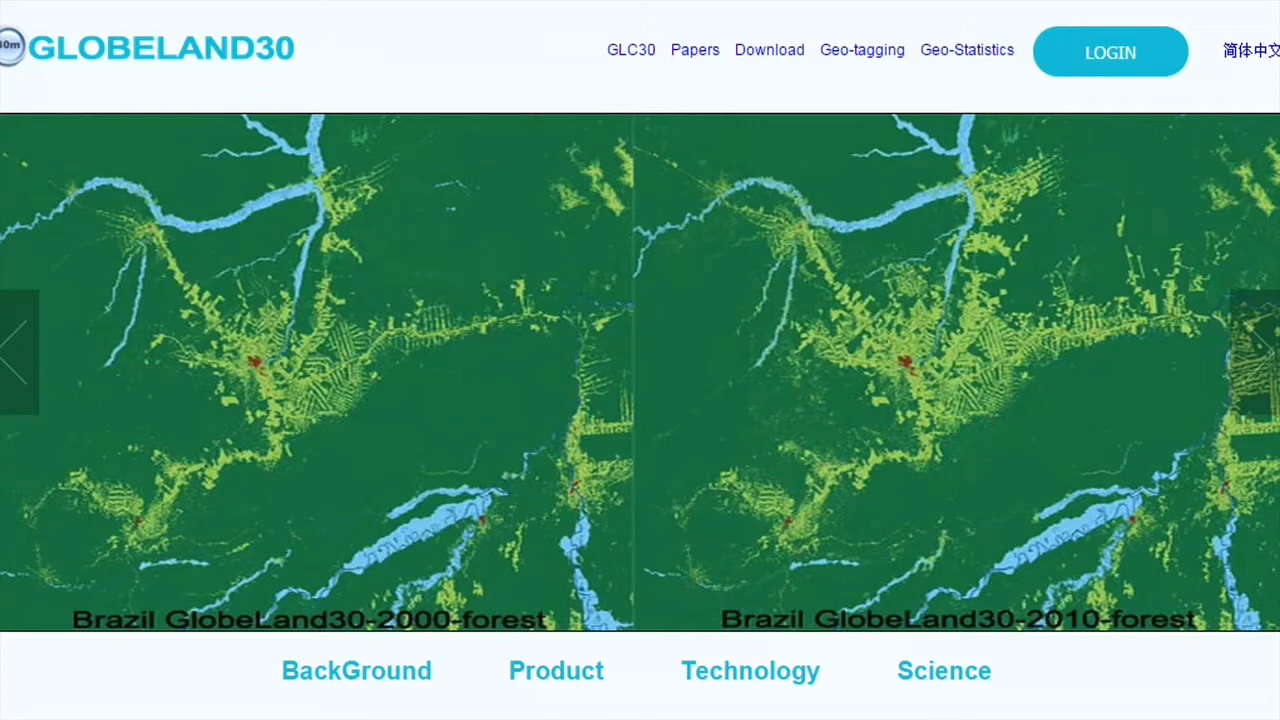 30m GLOBELAND30
GLC30 Papers Download Geo-tagging Geo-Statistics LOGIN 简体中文
Brazil GlobeLand30-2000-forest
Brazil GlobeLand30-2010-forest
BackGround Product Technology Science